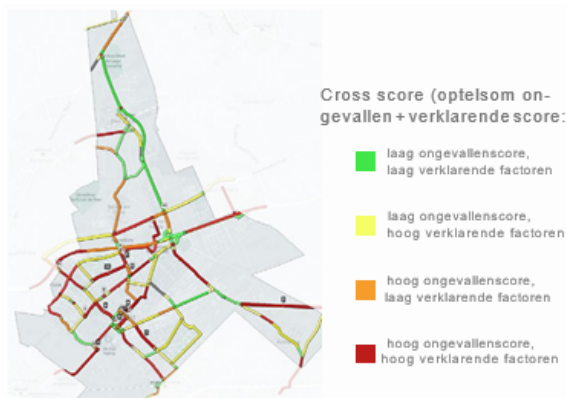 Cross score (optelsom on-
gevallen + verklarende score:
laag ongevallenscore,
laag verklarende factoren
laag ongevallenscore,
hoog verklarende factoren
hoog ongevallenscore,
laag verklarende factoren
hoog ongevallenscore,
hoog verklarende factoren